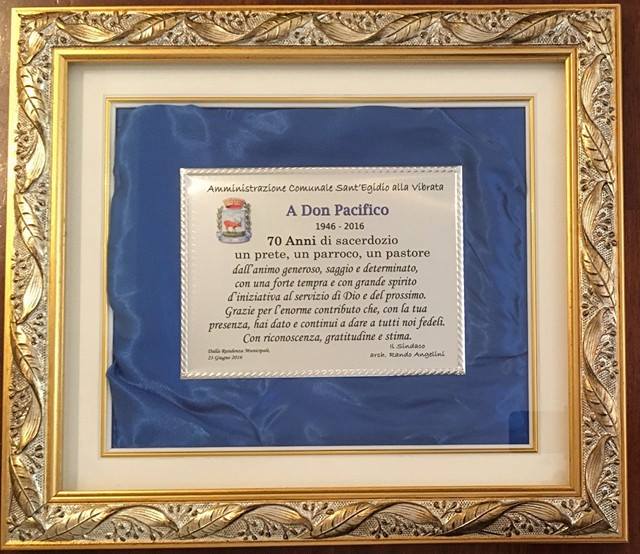 Amministrazione Comunale Sant'Egidio alla Vibrata
A Don Pacifico
1946 - 2016
70 Anni di sacerdozio
un prete, un parroco, un pastore
dall'animo generoso, saggio e determinato,
con una forte tempra e con grande spirito
d'iniziativa al servizio di Dio e del prossimo.
Grazie per l'enorme contributo che, con la tua
presenza, hai dato e continui a dare a tutti noi fedeli.
Con riconoscenza, gratitudine e stima.
Dalla Residenza Municipale,
25 Giugno 2016
Il Sindaco
arch. Rando Angelini